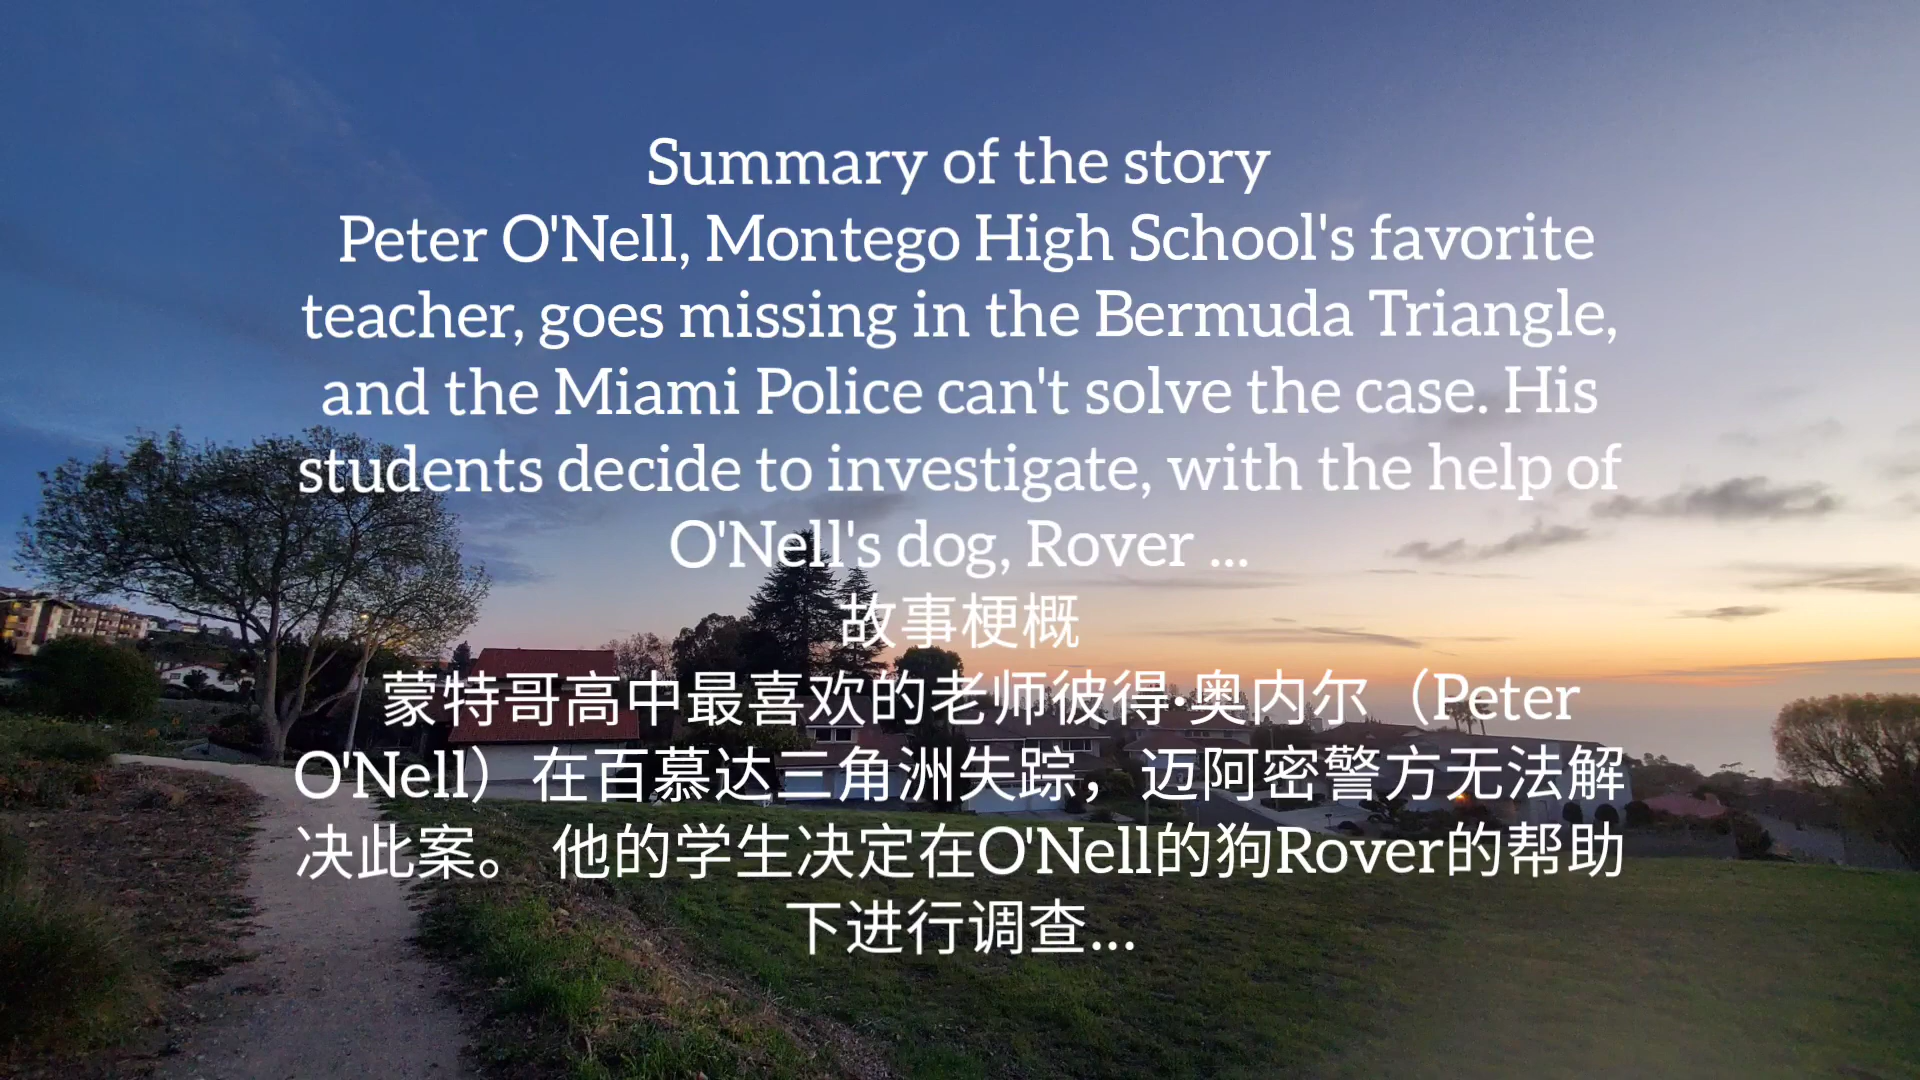 Summary of the story
Peter O'Nell, Montego High School's favorite
teacher, goes missing in the Bermuda Triangle,
and the Miami Police can't solve the case. His
students decide to investigate, with the help of
O'Nell's dog, Rover ...
故事梗概
蒙特哥高中最喜欢的老师彼得·奥内尔（Peter
O'Nell）在百慕达三角洲失踪，迈阿密警方无法解
决此案。 他的学生决定在O'Nell的狗Rover的帮助
下进行调查...